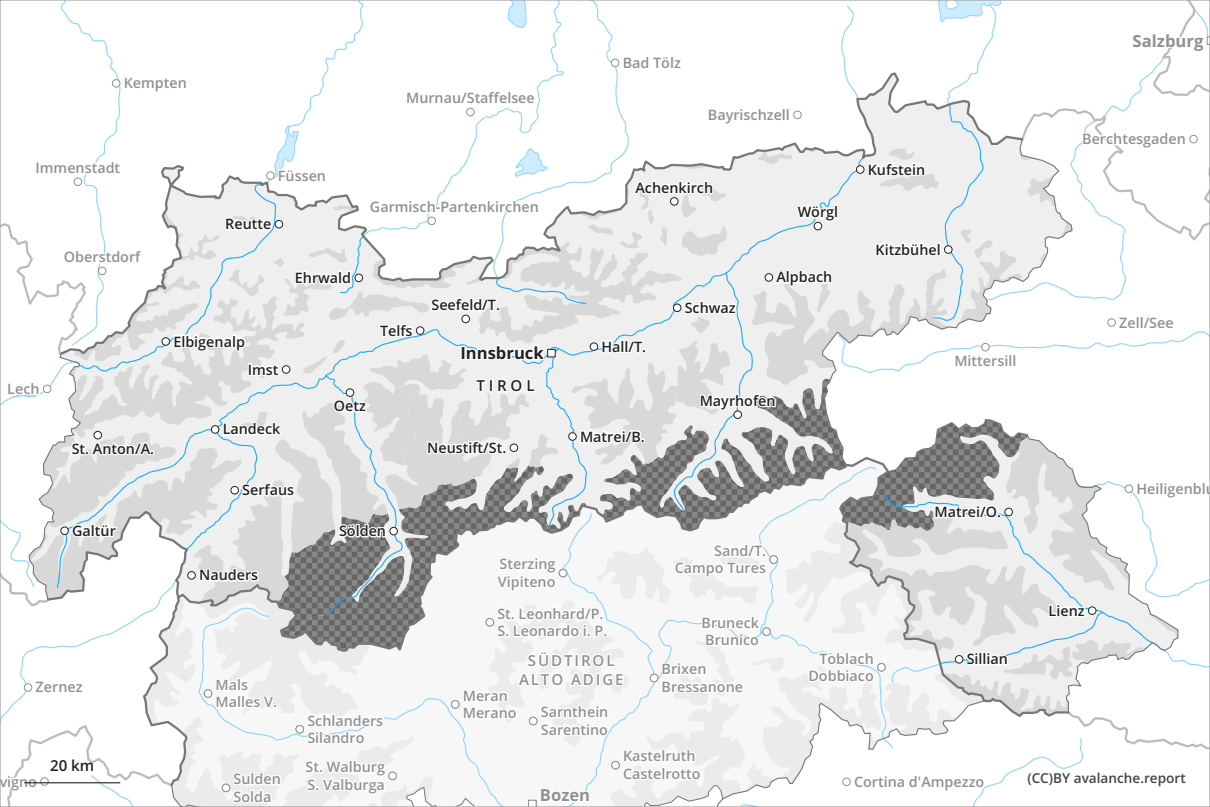 Salzburg
Bad Tölz
Kempten
Murnau/Staffelsee
Bayrischzell
Berchtesgaden
Immenstadt
Füssen
Kufstein
Achenkirch
Garmisch-Partenkirchen
Wörgl
Reutte
Kitzbühel
Oberstdorf
Ehrwald
Alpbach
Seefeld/T.
Schwaz
Telfs
Zell/See
Elbigenalp
Innsbruck
Hall/T.
Mittersill
Imst
TIROL
Lech
Oetz
Mayrhofen
Landeck
Matrei/B.
St. Anton/A.
Neustift/St.
Serfaus
Heiligenblu
Matrei/O.
Galtür
Sölden
Sand/T.
Campo Tures
Sterzing
Vipiteno
Nauders
St. Leonhard/P.
S. Leonardo i. P.
Lienz
Bruneck
Brunico
SÜDTIROL
ALTO ADIGE
Toblach
Dobbiaco
Sillian
Brixen
Bressanone
Zernez
Mals
Malles V.
Meran
Merano
Sarnthein
Sarentino
Schlanders
Silandro
Kastelruth
Castelrotto
St. Walburg
S. Valburga
20 km
vigno
Sulden
Solda
Cortina d'Ampezzo
(CC)BY avalanche.report
Bozen